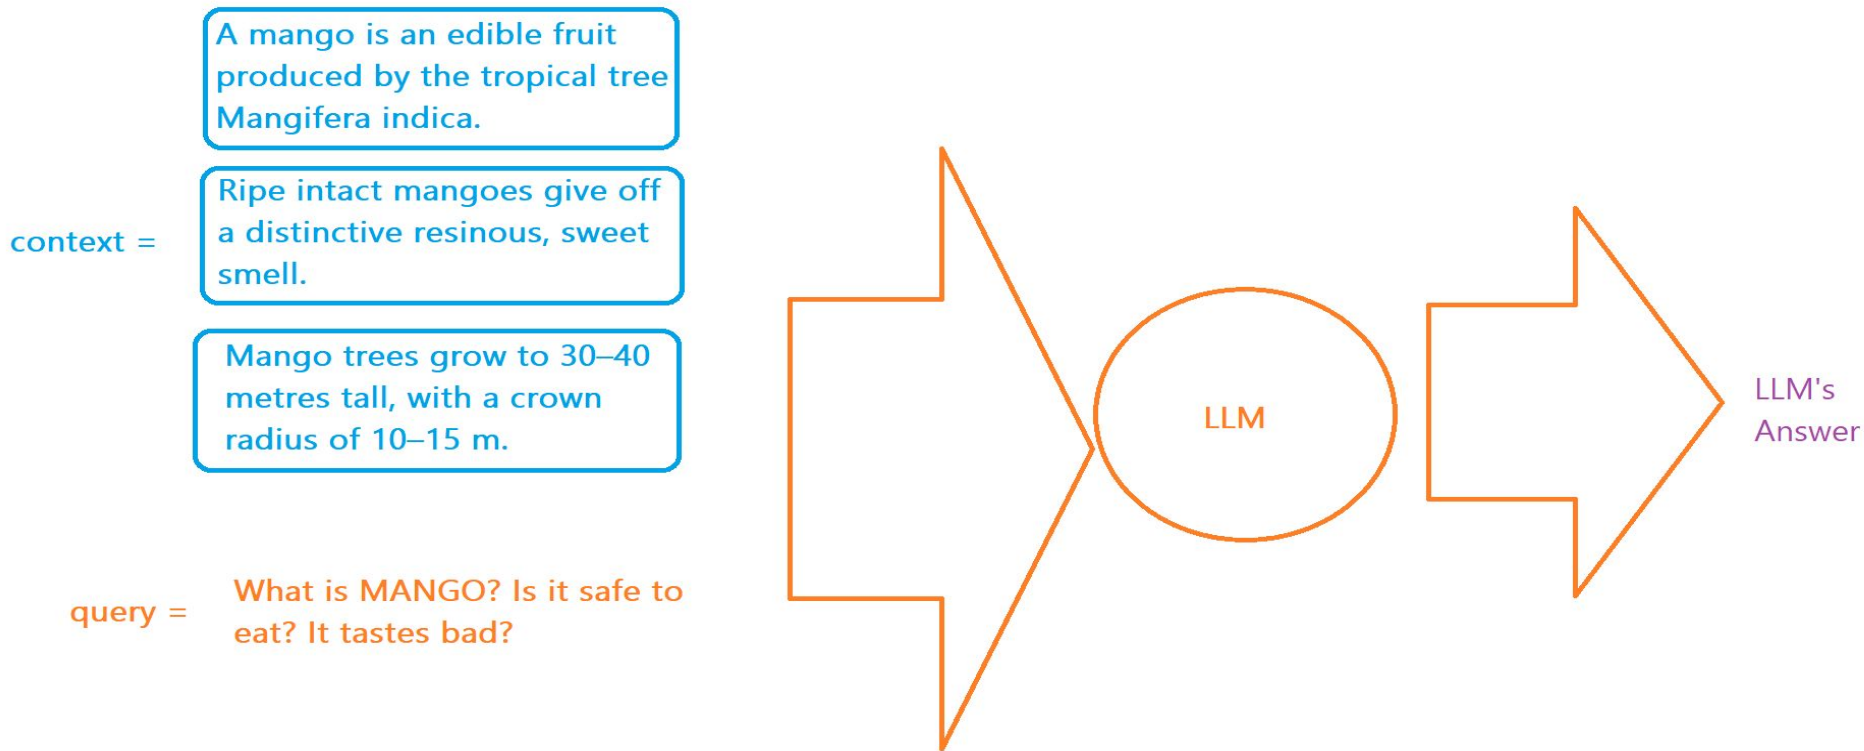 A mango is an edible fruit
produced by the tropical tree
Mangifera indica.
context =
Ripe intact mangoes give off
a distinctive resinous, sweet
smell.
Mango trees grow to 30–40
metres tall, with a crown
radius of 10–15 m.
query =
What is MANGO? Is it safe to
eat? It tastes bad?
LLM
LLM's
Answer